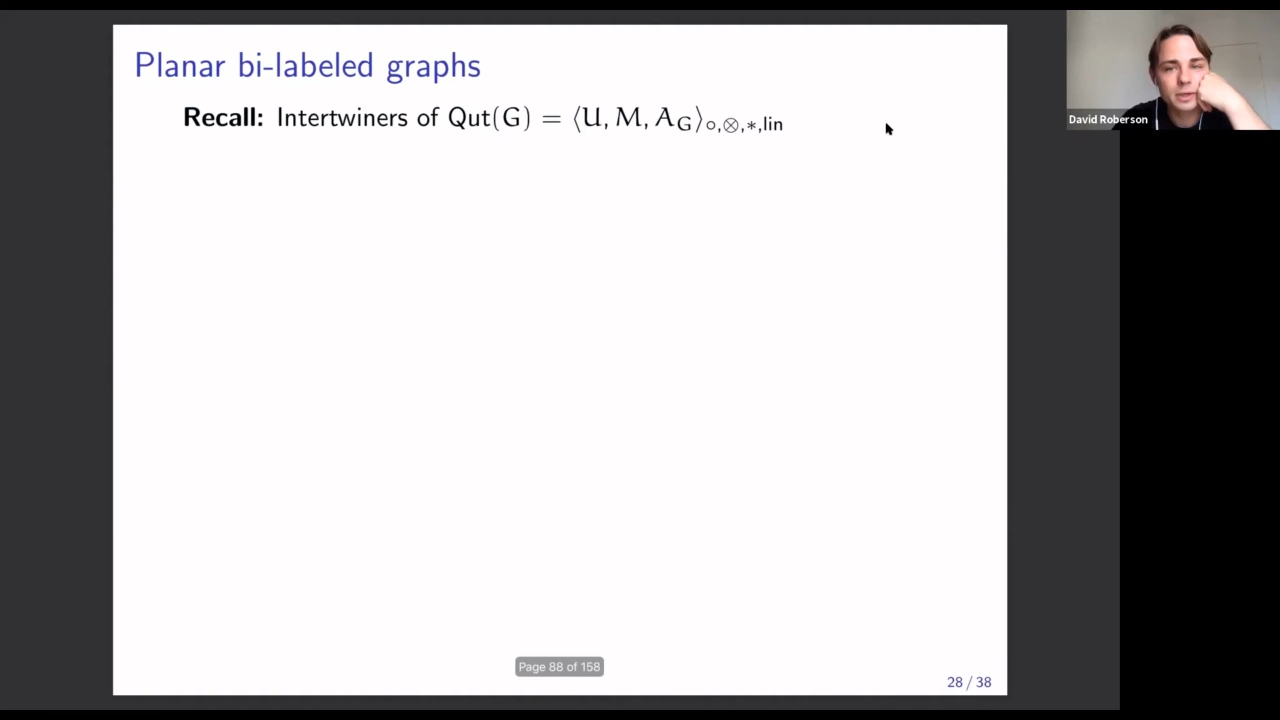 Planar bi-labeled graphs
Recall: Intertwiners of Qut(G) = ⟨U, M, A_G⟩_{∘,⊗,*,lin}
David Roberson
Page 88 of 158
28 / 38